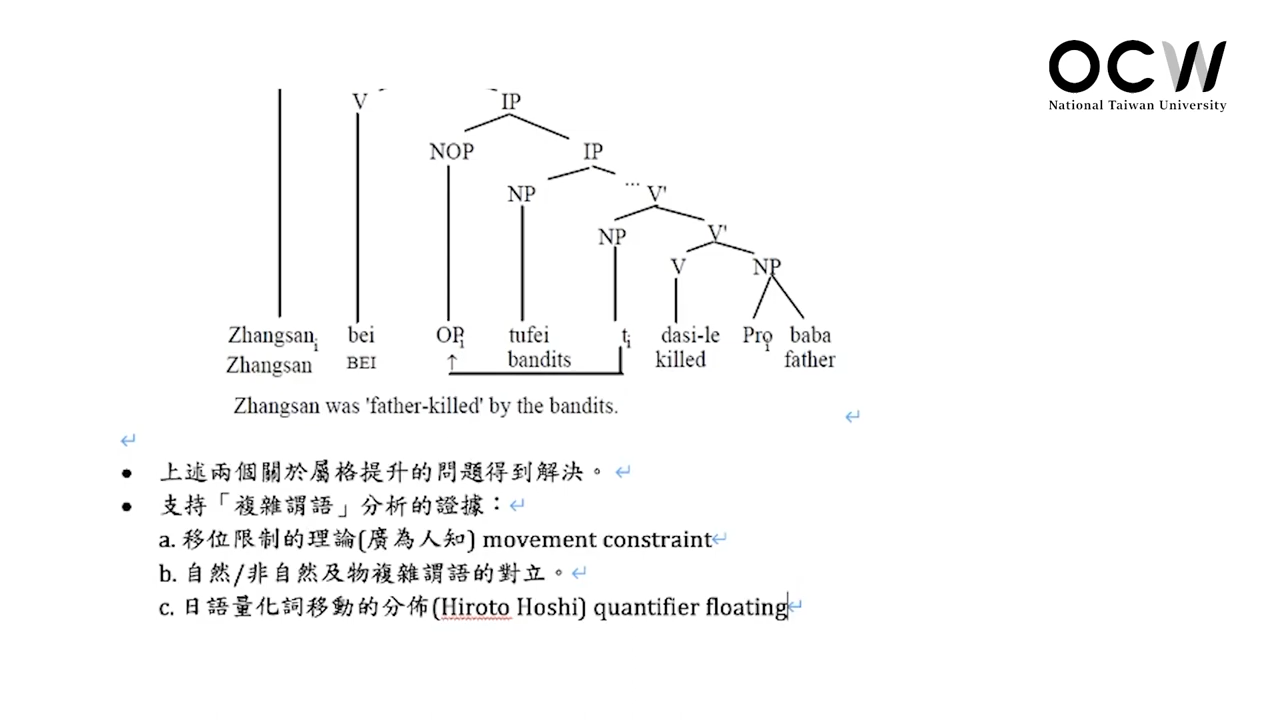 OCW
National Taiwan University
V IP
NOP IP
NP ... V'
NP V'
V NP
Zhangsan i bei OP i tufei t i dasi-le Pro i baba
Zhangsan BEI ↑ bandits killed father
Zhangsan was 'father-killed' by the bandits.
• 上述兩個關於屬格提升的問題得到解決。
• 支持「複雜謂語」分析的證據：
a. 移位限制的理論(廣為人知) movement constraint
b. 自然/非自然及物複雜謂語的對立。
c. 日語量化詞移動的分佈(Hiroto Hoshi) quantifier floating